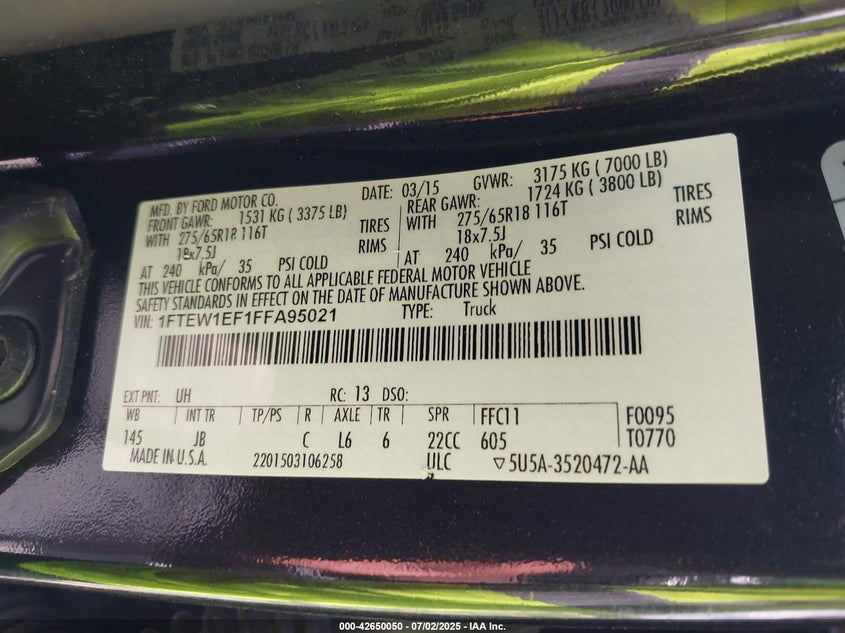 MFD. BY FORD MOTOR CO. DATE: 03/15 GVWR: 3175 KG ( 7000 LB)
FRONT GAWR: 1531 KG ( 3375 LB) REAR GAWR: 1724 KG ( 3800 LB)
WITH 275/65R18 116T TIRES WITH 275/65R18 116T TIRES
18x7.5J RIMS 18x7.5J RIMS
AT 240 kPa/ 35 PSI COLD AT 240 kPa/ 35 PSI COLD
THIS VEHICLE CONFORMS TO ALL APPLICABLE FEDERAL MOTOR VEHICLE
SAFETY STANDARDS IN EFFECT ON THE DATE OF MANUFACTURE SHOWN ABOVE.
VIN: 1FTEW1EF1FFA95021 TYPE: Truck
EXT PNT: UH RC: 13 DSO:
WB INT TR TP/PS R AXLE TR SPR FFC11 F0095
145 JB C L6 6 22CC 605 T0770
MADE IN U.S.A. 2201503106258 ULC ▽5U5A-3520472-AA
000-42650050 - 07/02/2025 - IAA Inc.